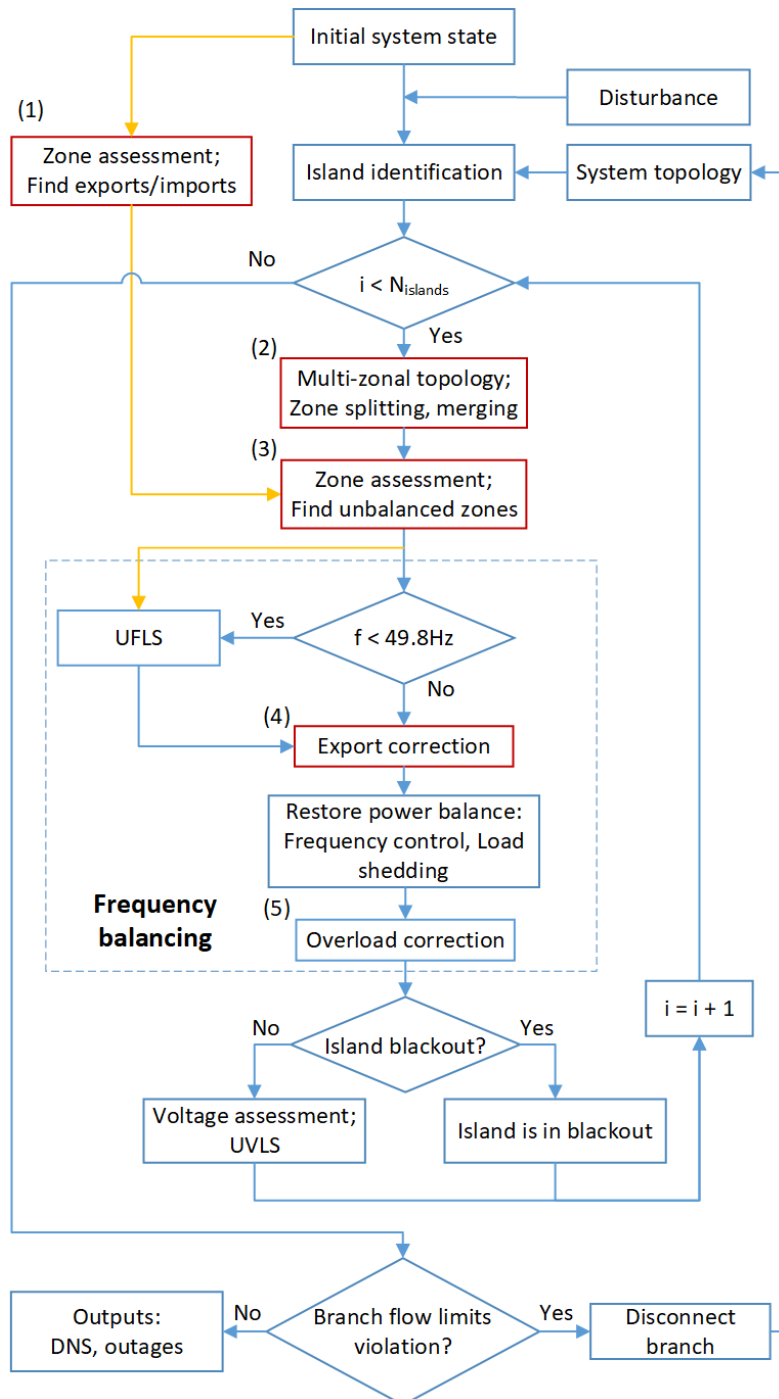 Initial system state
Disturbance
(1)
Zone assessment;
Find exports/imports
Island identification
System topology
No
i < Nislands
Yes
(2)
Multi-zonal topology;
Zone splitting, merging
(3)
Zone assessment;
Find unbalanced zones
UFLS
Yes
f < 49.8Hz
No
(4)
Export correction
Restore power balance:
Frequency control, Load
shedding
Frequency
balancing
(5)
Overload correction
i = i + 1
No
Island blackout?
Yes
Voltage assessment;
UVLS
Island is in blackout
Outputs:
DNS, outages
No
Branch flow limits
violation?
Yes
Disconnect
branch